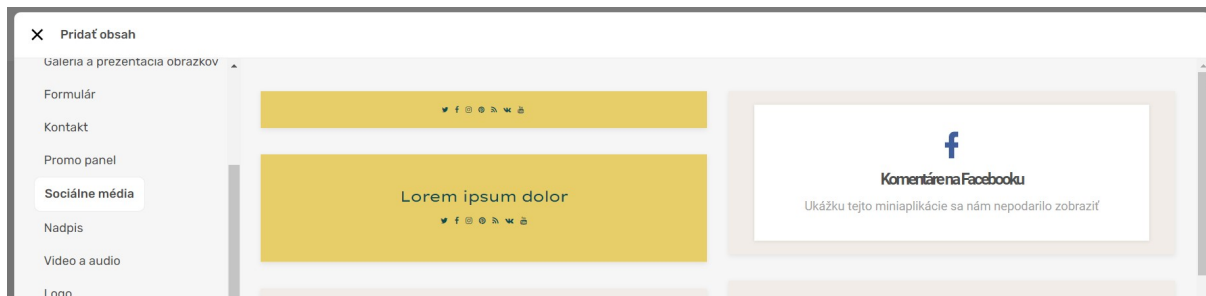 Pridať obsah
Galéria a prezentácia obrázkov
Formulár
Kontakt
Promo panel
Sociálne média
Nadpis
Video a audio
Logo
Lorem ipsum dolor
Komentáre na Facebooku
Ukážku tejto miniaplikácie sa nám nepodarilo zobraziť